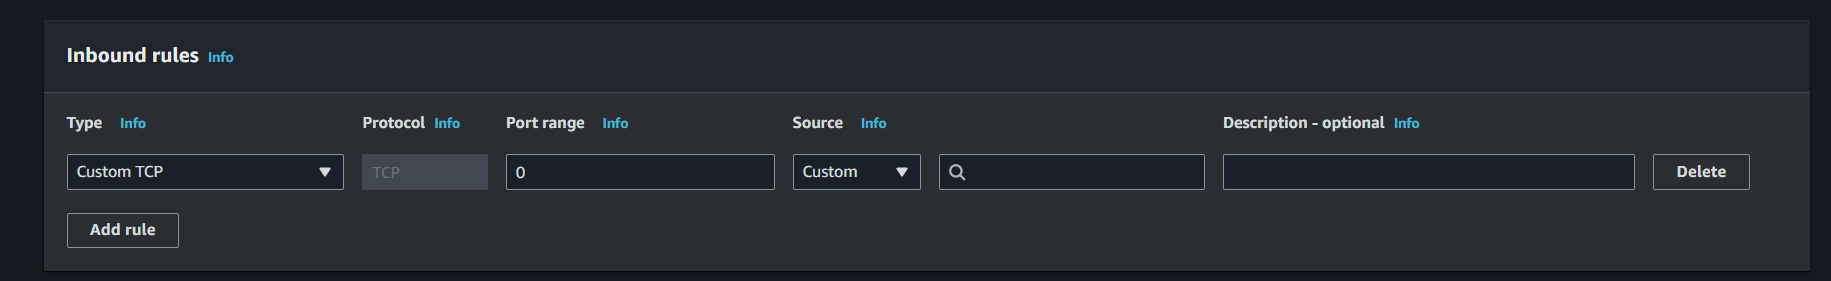 Inbound rules Info
Type Info Protocol Info Port range Info Source Info Description - optional Info
Custom TCP TCP 0 Custom Delete
Add rule